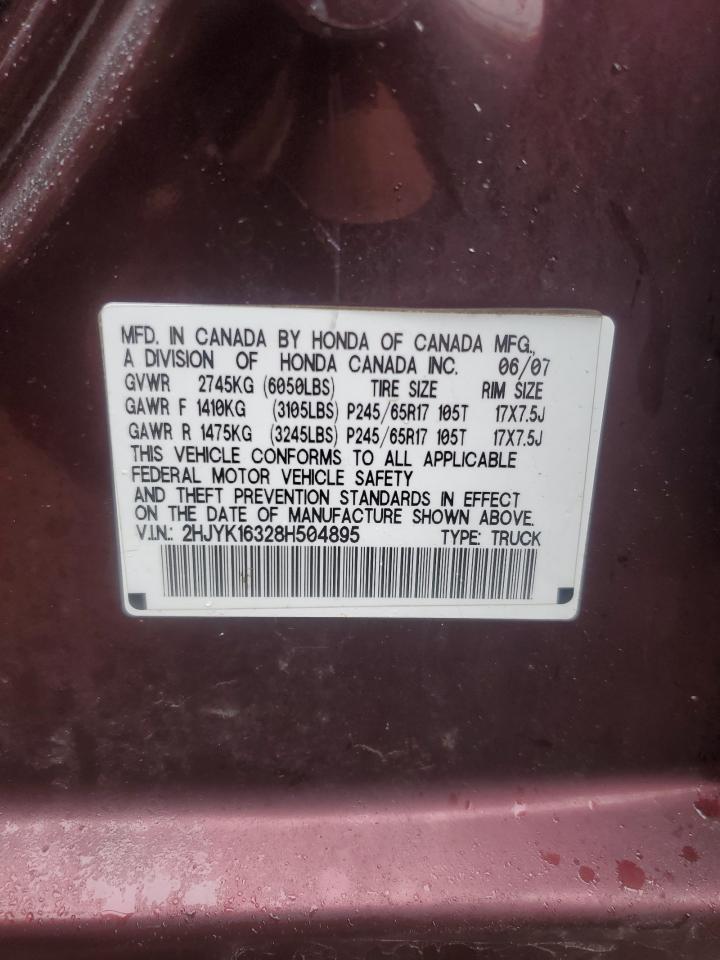 MFD. IN CANADA BY HONDA OF CANADA MFG.,
A DIVISION OF HONDA CANADA INC. 06/07
GVWR 2745KG (6050LBS) TIRE SIZE RIM SIZE
GAWR F 1410KG (3105LBS) P245/65R17 105T 17X7.5J
GAWR R 1475KG (3245LBS) P245/65R17 105T 17X7.5J
THIS VEHICLE CONFORMS TO ALL APPLICABLE
FEDERAL MOTOR VEHICLE SAFETY
AND THEFT PREVENTION STANDARDS IN EFFECT
ON THE DATE OF MANUFACTURE SHOWN ABOVE.
V.I.N.: 2HJYK16328H504895 TYPE: TRUCK